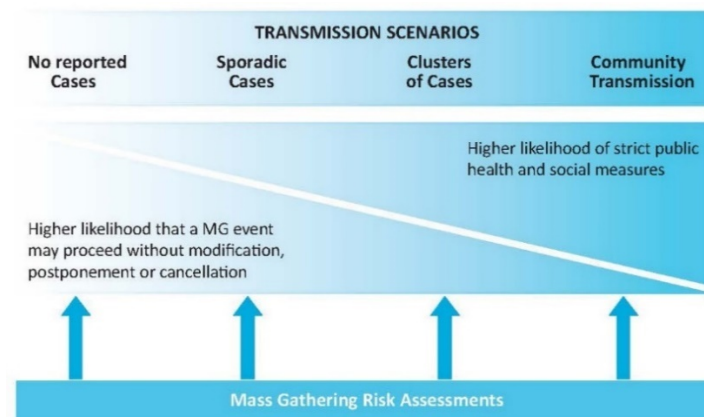 TRANSMISSION SCENARIOS
No reported
Cases
Sporadic
Cases
Clusters
of Cases
Community
Transmission
Higher likelihood of strict public
health and social measures
Higher likelihood that a MG event
may proceed without modification,
postponement or cancellation
Mass Gathering Risk Assessments